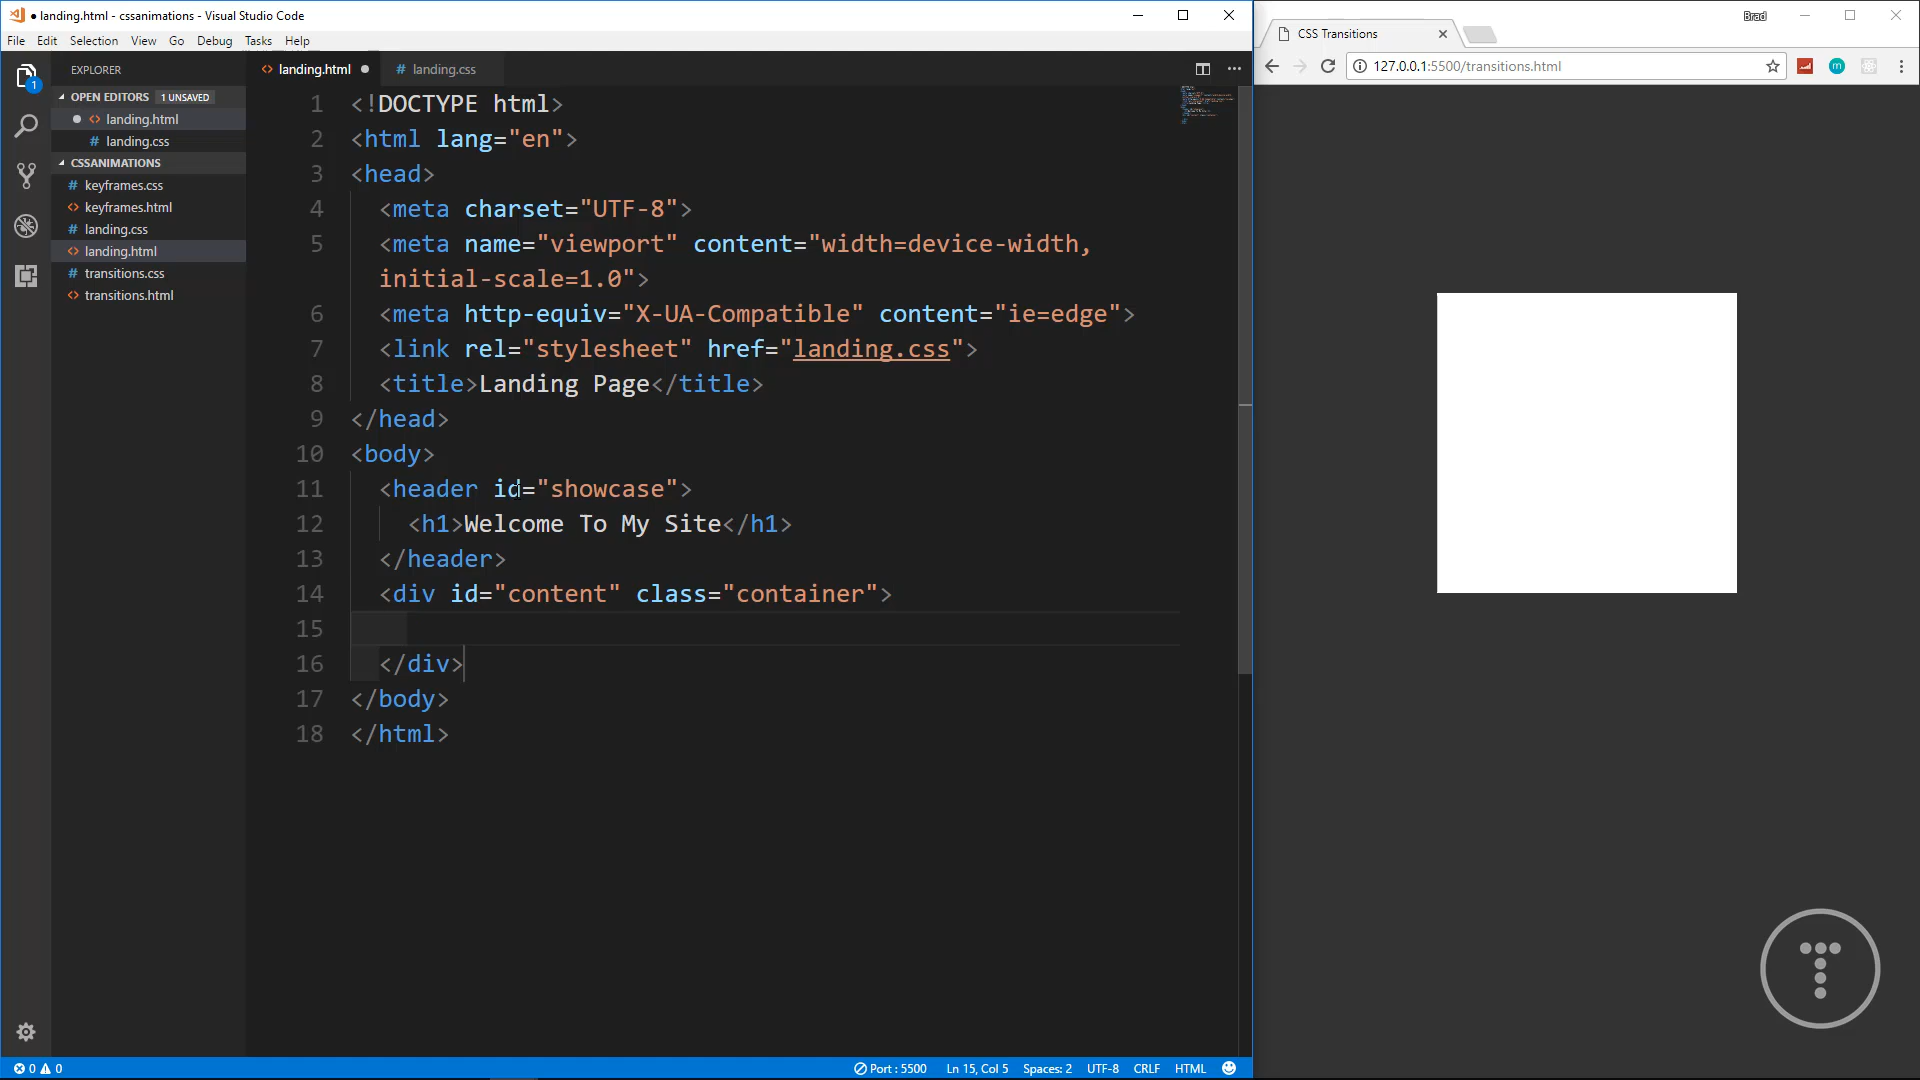 ● landing.html - cssanimations - Visual Studio Code
File Edit Selection View Go Debug Tasks Help
EXPLORER
OPEN EDITORS 1 UNSAVED
landing.html
landing.css
CSSANIMATIONS
keyframes.css
keyframes.html
landing.css
landing.html
transitions.css
transitions.html
1
landing.html landing.css
1 <!DOCTYPE html>
2 <html lang="en">
3 <head>
4 <meta charset="UTF-8">
5 <meta name="viewport" content="width=device-width,
initial-scale=1.0">
6 <meta http-equiv="X-UA-Compatible" content="ie=edge">
7 <link rel="stylesheet" href="landing.css">
8 <title>Landing Page</title>
9 </head>
10 <body>
11 <header id="showcase">
12 <h1>Welcome To My Site</h1>
13 </header>
14 <div id="content" class="container">
15
16 </div>
17 </body>
18 </html>
0 0 Port : 5500 Ln 15, Col 5 Spaces: 2 UTF-8 CRLF HTML
Brad
CSS Transitions
127.0.0.1:5500/transitions.html
m
T